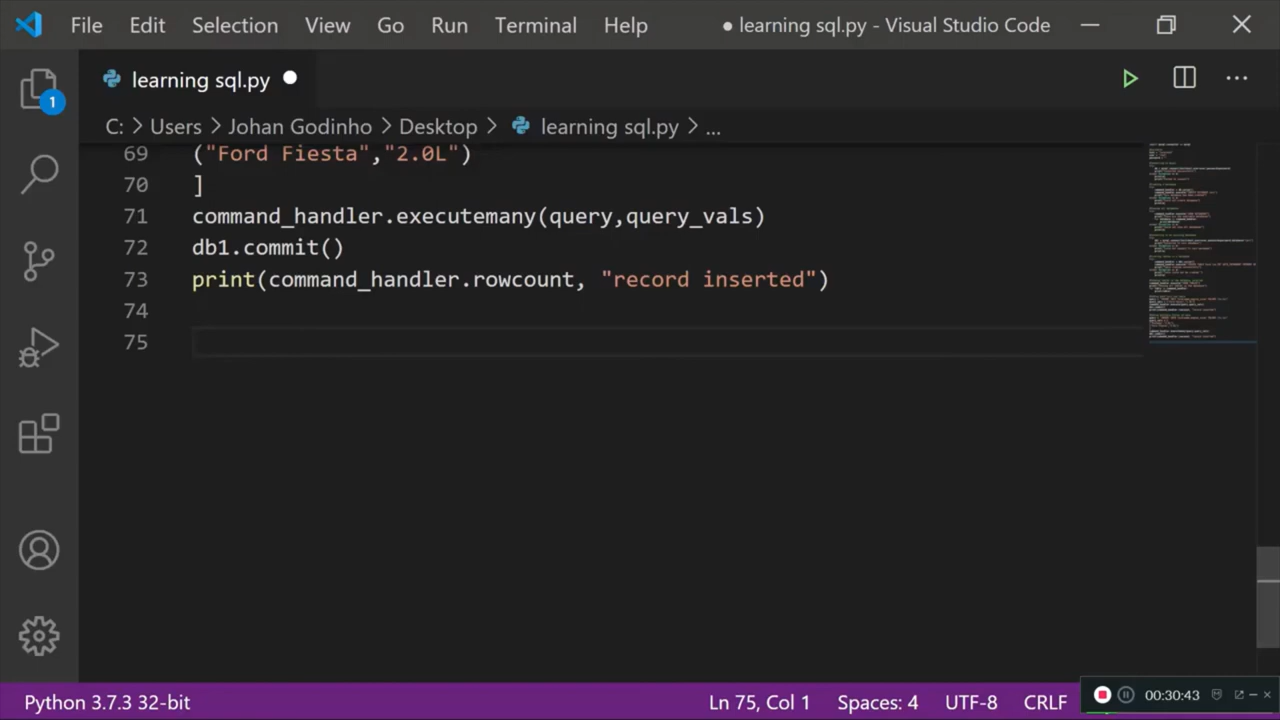 File Edit Selection View Go Run Terminal Help ● learning sql.py - Visual Studio Code
learning sql.py
1
C: > Users > Johan Godinho > Desktop > learning sql.py > ...
69 ("Ford Fiesta","2.0L")
70 ]
71 command_handler.executemany(query,query_vals)
72 db1.commit()
73 print(command_handler.rowcount, "record inserted")
74
75
Python 3.7.3 32-bit Ln 75, Col 1 Spaces: 4 UTF-8 CRLF 00:30:43